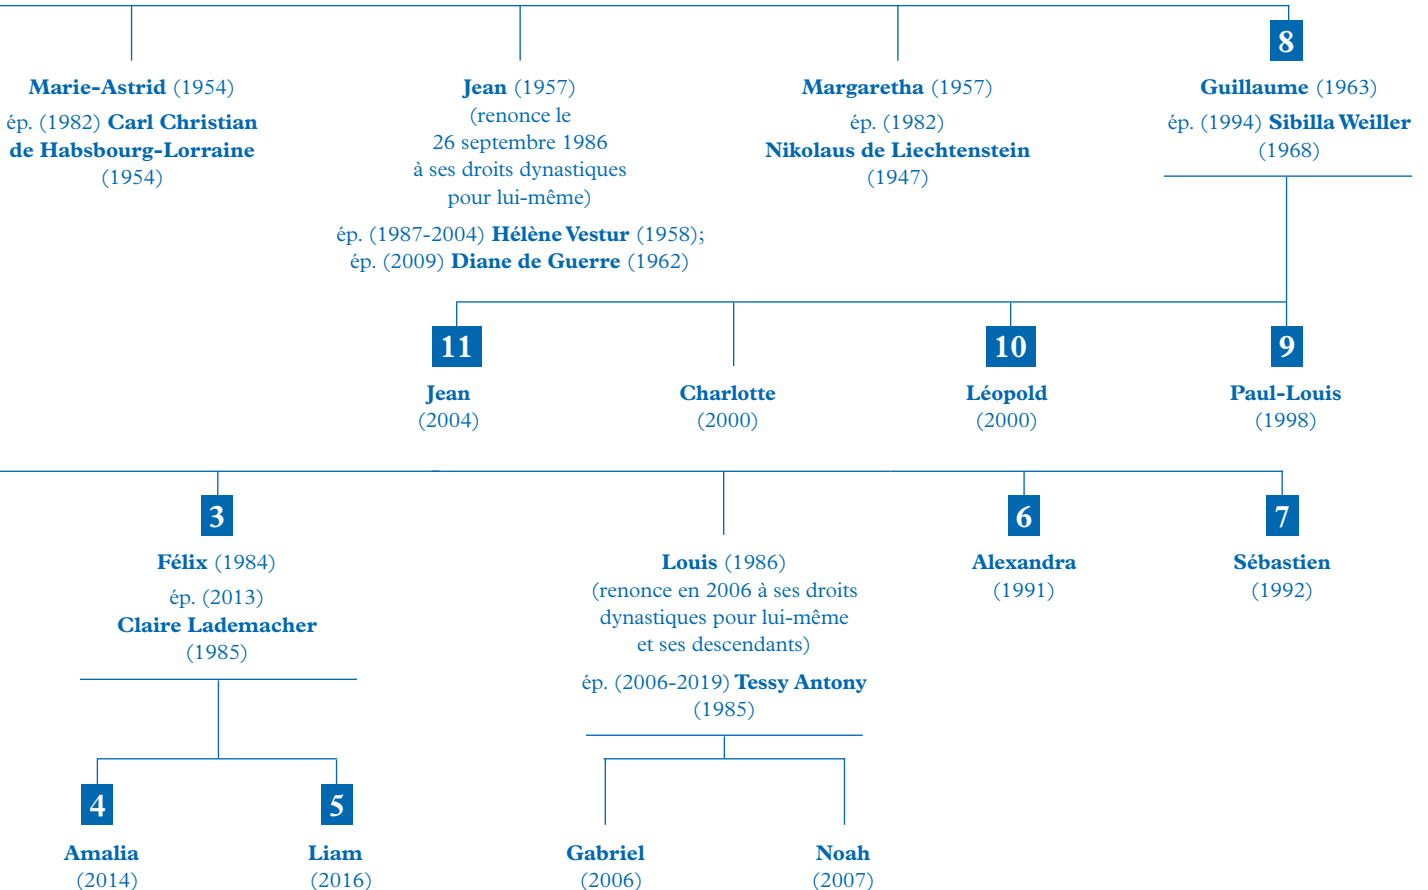 Marie-Astrid (1954)
ép. (1982) Carl Christian
de Habsbourg-Lorraine
(1954)
Jean (1957)
(renonce le
26 septembre 1986
à ses droits dynastiques
pour lui-même)
ép. (1987-2004) Hélène Vestur (1958);
ép. (2009) Diane de Guerre (1962)
Margaretha (1957)
ép. (1982)
Nikolaus de Liechtenstein
(1947)
8
Guillaume (1963)
ép. (1994) Sibilla Weiller
(1968)
11
Jean
(2004)
Charlotte
(2000)
10
Léopold
(2000)
9
Paul-Louis
(1998)
3
Félix (1984)
ép. (2013)
Claire Lademacher
(1985)
Louis (1986)
(renonce en 2006 à ses droits
dynastiques pour lui-même
et ses descendants)
ép. (2006-2019) Tessy Antony
(1985)
6
Alexandra
(1991)
7
Sébastien
(1992)
4
Amalia
(2014)
5
Liam
(2016)
Gabriel
(2006)
Noah
(2007)